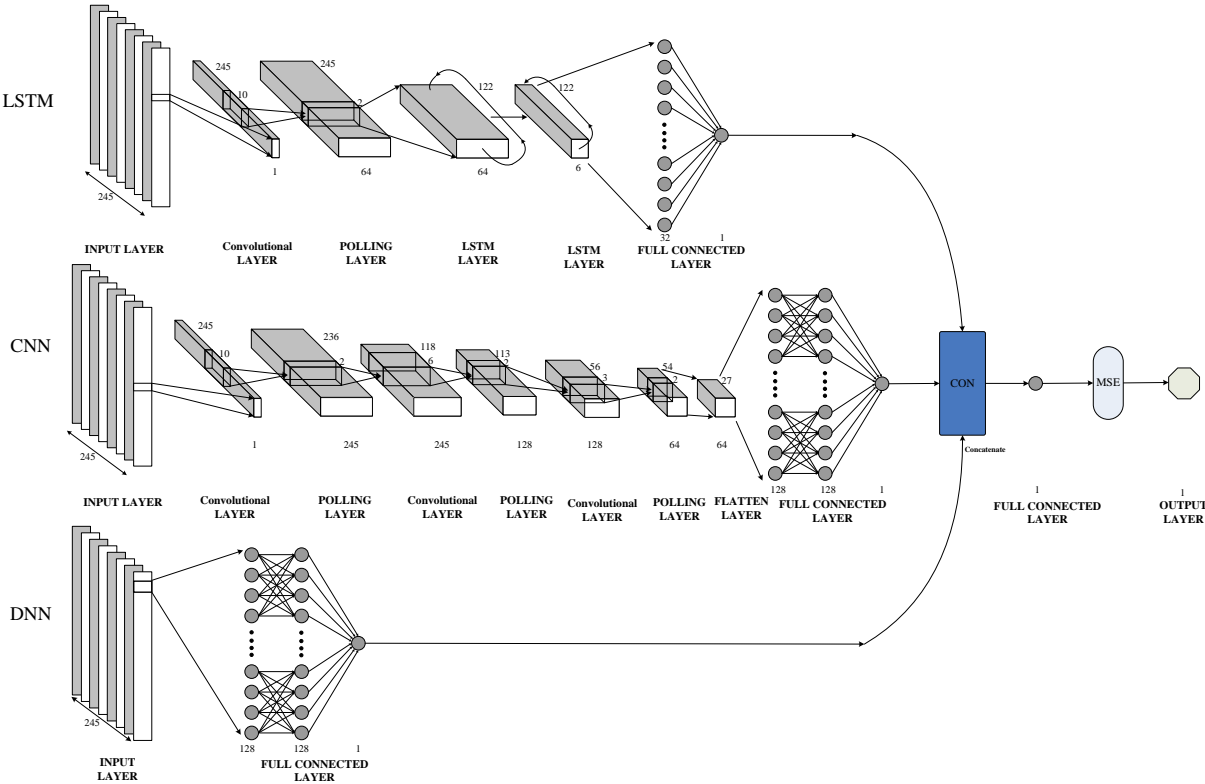 LSTM
245
INPUT LAYER
245
10
1
Convolutional
LAYER
245
2
64
POLLING
LAYER
122
64
LSTM
LAYER
122
6
LSTM
LAYER
32
1
FULL CONNECTED
LAYER
CNN
245
INPUT LAYER
245
10
1
Convolutional
LAYER
236
2
245
POLLING
LAYER
118
6
245
Convolutional
LAYER
113
2
128
POLLING
LAYER
56
3
128
Convolutional
LAYER
54
2
64
POLLING
LAYER
27
64
FLATTEN
LAYER
128
128
1
FULL CONNECTED
LAYER
CON
Concatenate
1
FULL CONNECTED
LAYER
MSE
1
OUTPUT
LAYER
DNN
245
INPUT
LAYER
128
128
1
FULL CONNECTED
LAYER